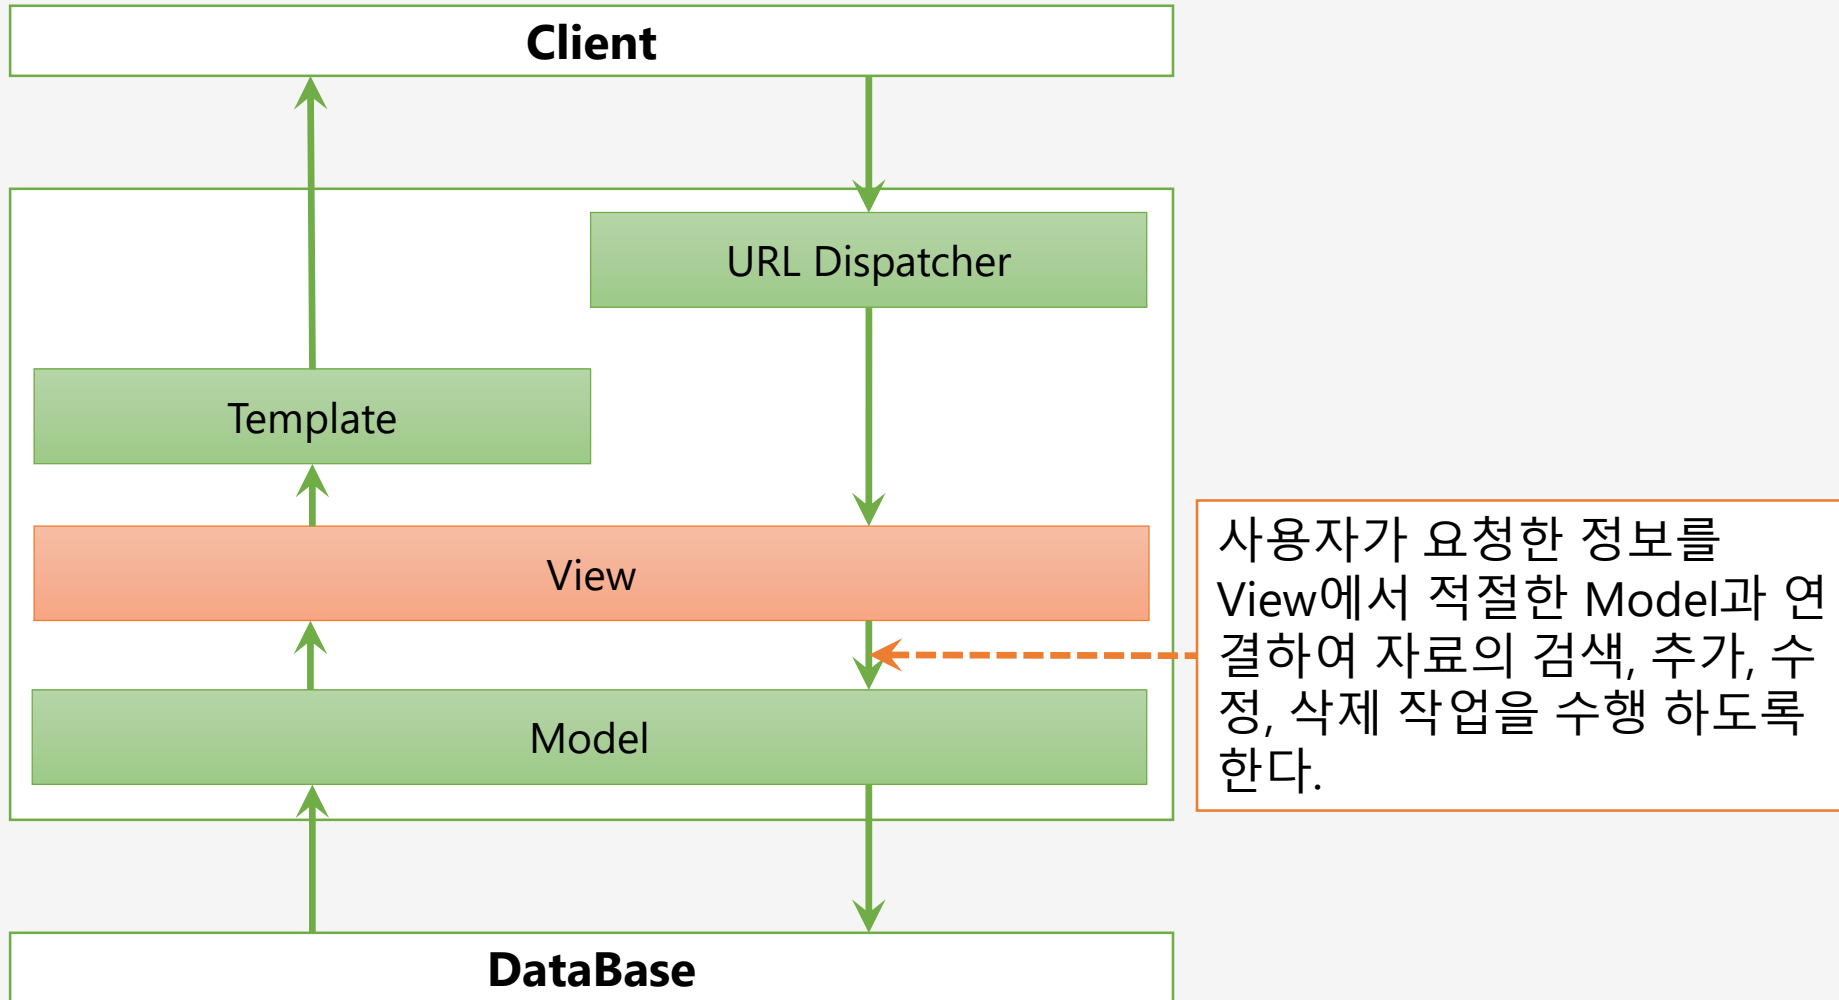 Client
URL Dispatcher
Template
View
Model
DataBase
사용자가 요청한 정보를
View에서 적절한 Model과 연
결하여 자료의 검색, 추가, 수
정, 삭제 작업을 수행 하도록
한다.